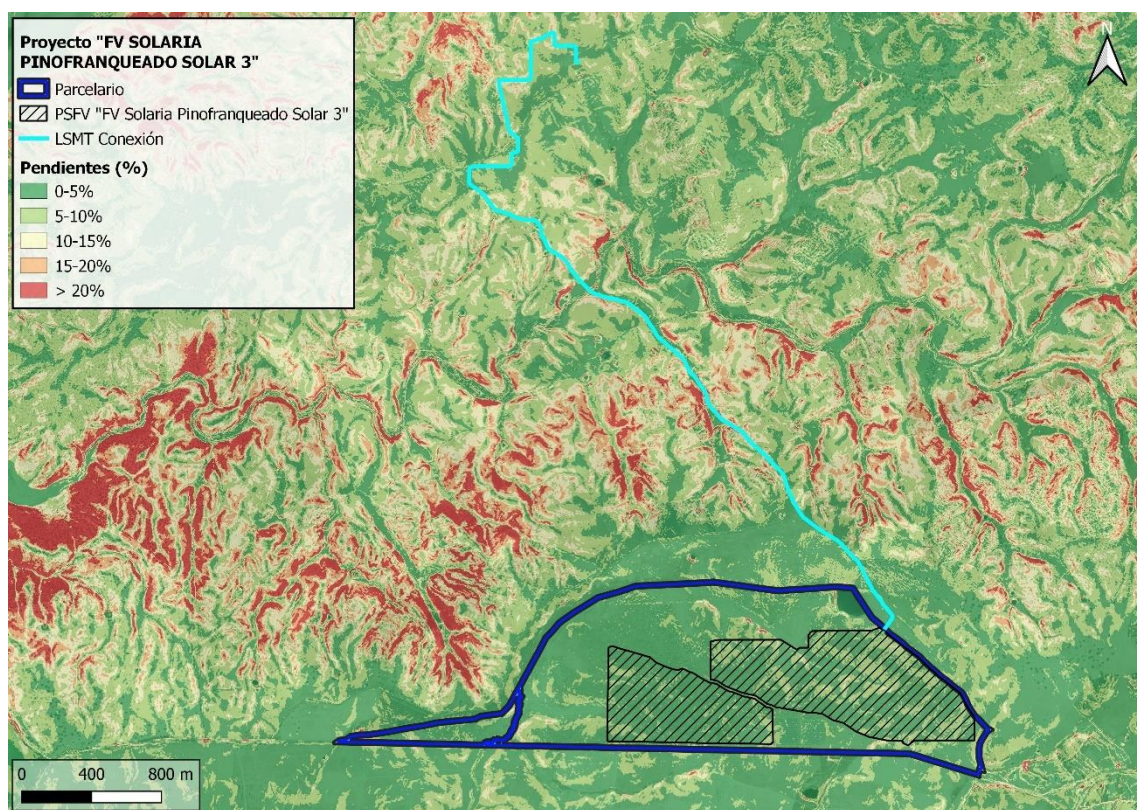 Proyecto "FV SOLARIA
PINOFRANQUEADO SOLAR 3"
Parcelario
PSFV "FV Solaria Pinofranqueado Solar 3"
LSMT Conexión
Pendientes (%)
0-5%
5-10%
10-15%
15-20%
> 20%
N
0 400 800 m